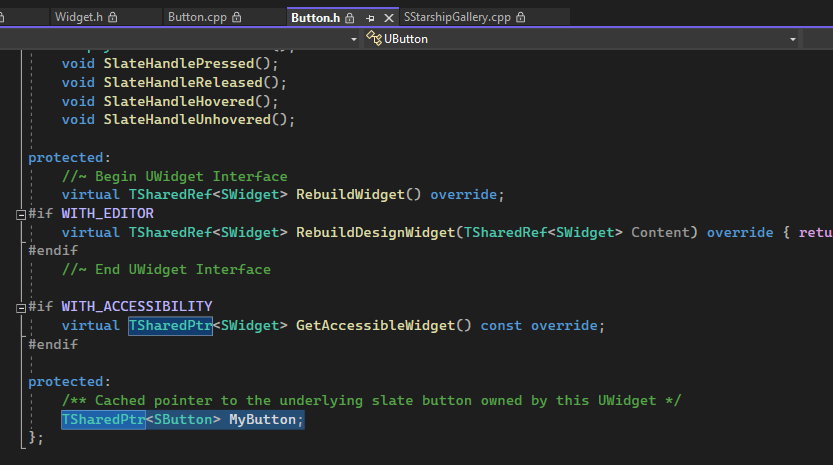 Widget.h
Button.cpp
Button.h
SStarshipGallery.cpp
UButton
void SlateHandlePressed();
void SlateHandleReleased();
void SlateHandleHovered();
void SlateHandleUnhovered();
protected:
//~ Begin UWidget Interface
virtual TSharedRef<SWidget> RebuildWidget() override;
#if WITH_EDITOR
virtual TSharedRef<SWidget> RebuildDesignWidget(TSharedRef<SWidget> Content) override { retu
#endif
//~ End UWidget Interface
#if WITH_ACCESSIBILITY
virtual TSharedPtr<SWidget> GetAccessibleWidget() const override;
#endif
protected:
/** Cached pointer to the underlying slate button owned by this UWidget */
TSharedPtr<SButton> MyButton;
};